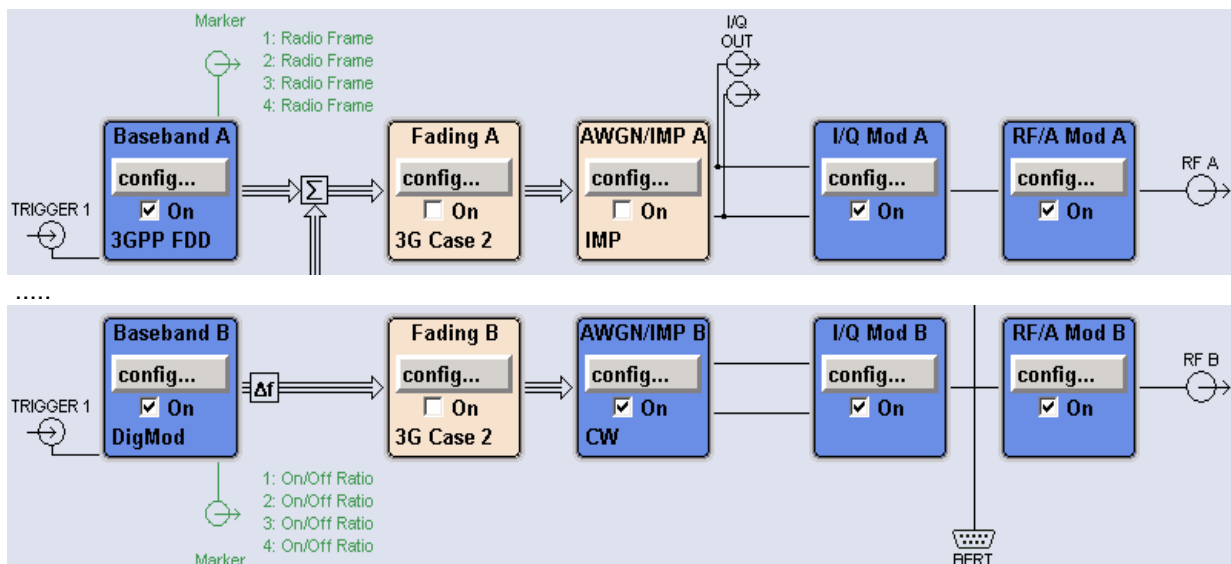 Marker
1: Radio Frame
2: Radio Frame
3: Radio Frame
4: Radio Frame
I/Q
OUT
Baseband A
config...
On
3GPP FDD
TRIGGER 1
Σ
Fading A
config...
On
3G Case 2
AWGN/IMP A
config...
On
IMP
I/Q Mod A
config...
On
RF/A Mod A
config...
On
RF A
.....
Baseband B
config...
On
DigMod
TRIGGER 1
Δf
Fading B
config...
On
3G Case 2
AWGN/IMP B
config...
On
CW
I/Q Mod B
config...
On
RF/A Mod B
config...
On
RF B
1: On/Off Ratio
2: On/Off Ratio
3: On/Off Ratio
4: On/Off Ratio
Marker
BERT